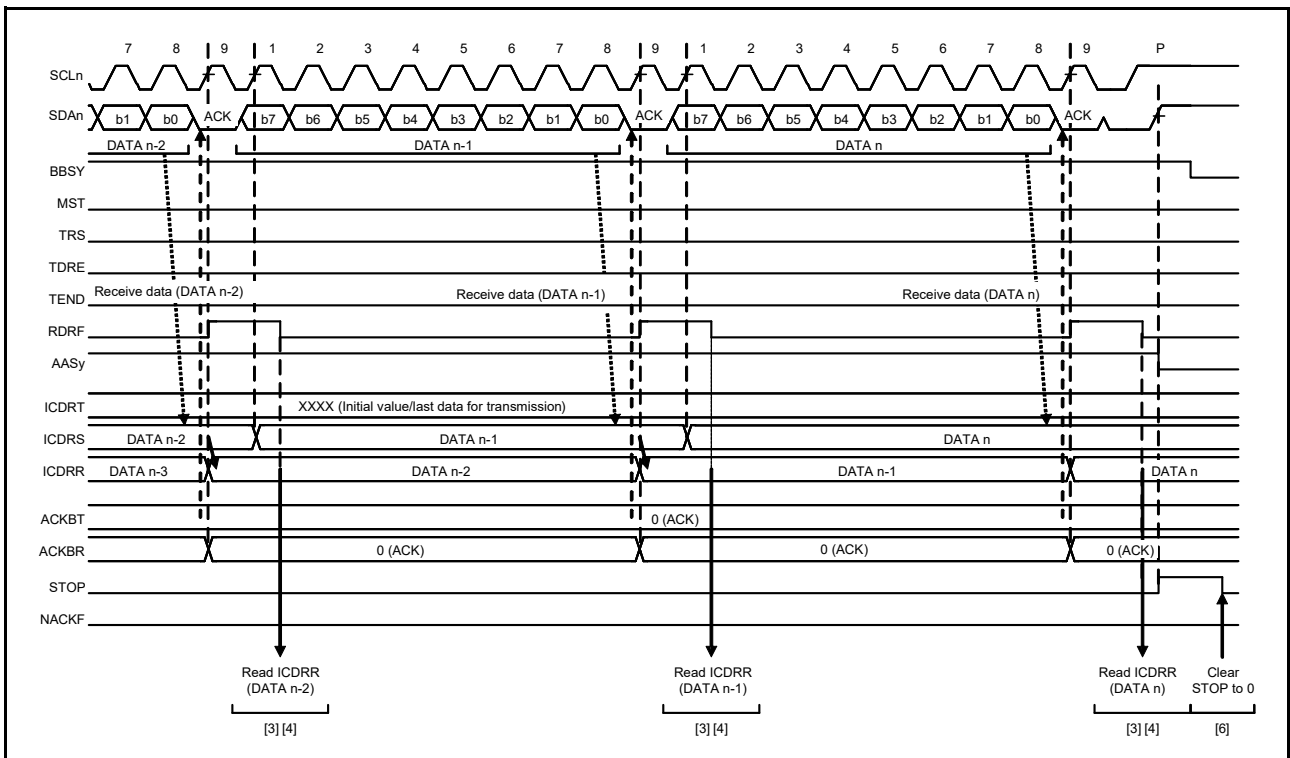 7 8 9 1 2 3 4 5 6 7 8 9 1 2 3 4 5 6 7 8 9 P
SCLn
SDAn b1 b0 ACK b7 b6 b5 b4 b3 b2 b1 b0 ACK b7 b6 b5 b4 b3 b2 b1 b0 ACK
DATA n-2 DATA n-1 DATA n
BBSY
MST
TRS
TDRE
Receive data (DATA n-2) Receive data (DATA n-1) Receive data (DATA n)
TEND
RDRF
AASy
ICDRT XXXX (Initial value/last data for transmission)
ICDRS DATA n-2 DATA n-1 DATA n
ICDRR DATA n-3 DATA n-2 DATA n-1 DATA n
ACKBT 0 (ACK)
ACKBR 0 (ACK) 0 (ACK) 0 (ACK)
STOP
NACKF
Read ICDRR Read ICDRR Read ICDRR Clear
(DATA n-2) (DATA n-1) (DATA n) STOP to 0
[3] [4] [3] [4] [3] [4] [6]